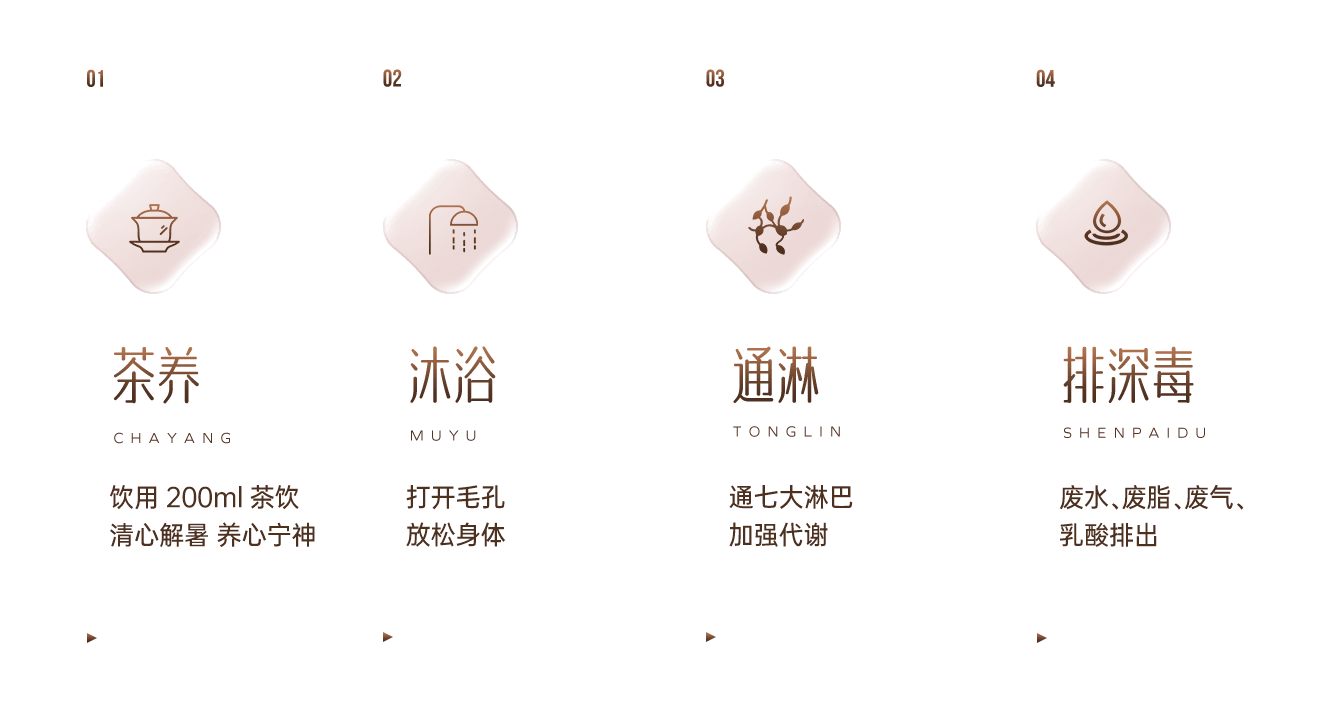 01
茶养
CHAYANG
饮用 200ml 茶饮
清心解暑 养心宁神
02
沐浴
MUYU
打开毛孔
放松身体
03
通淋
TONGLIN
通七大淋巴
加强代谢
04
排深毒
SHENPAIDU
废水、废脂、废气、
乳酸排出